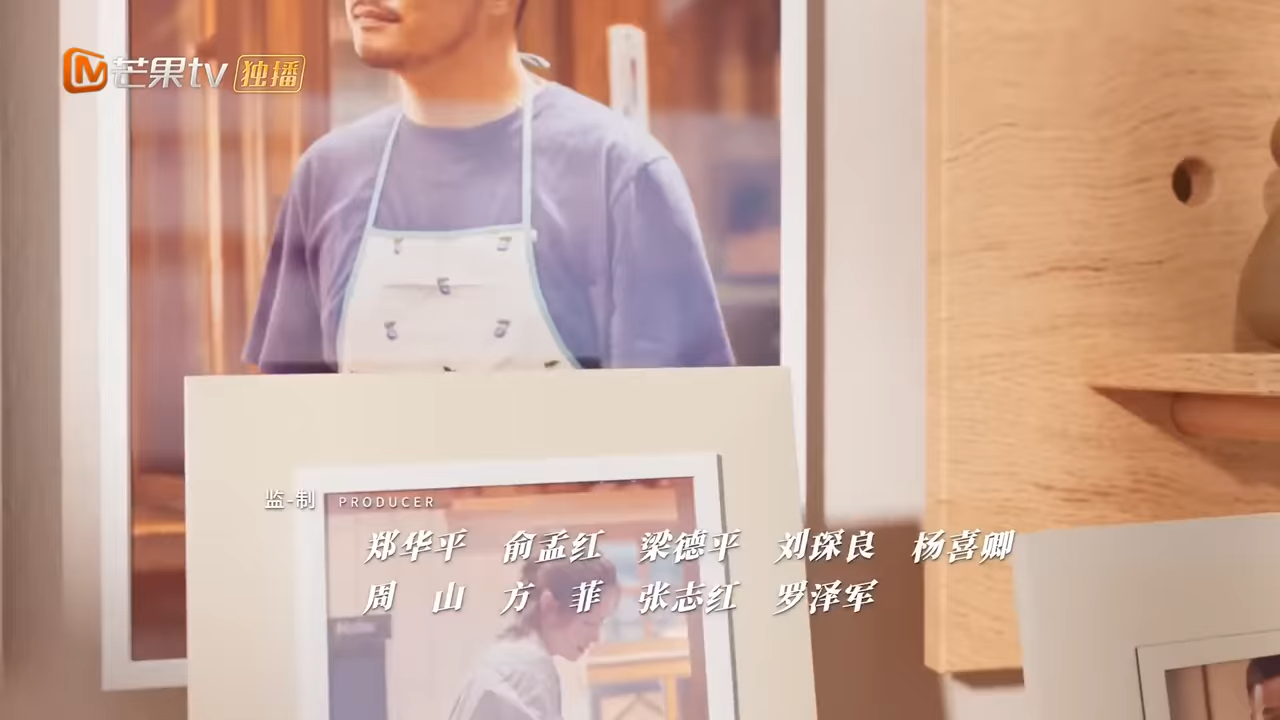 芒果tv 独播
监-制 PRODUCER
郑华平 俞孟红 梁德平 刘琛良 杨喜卿
周 山 方 菲 张志红 罗泽军